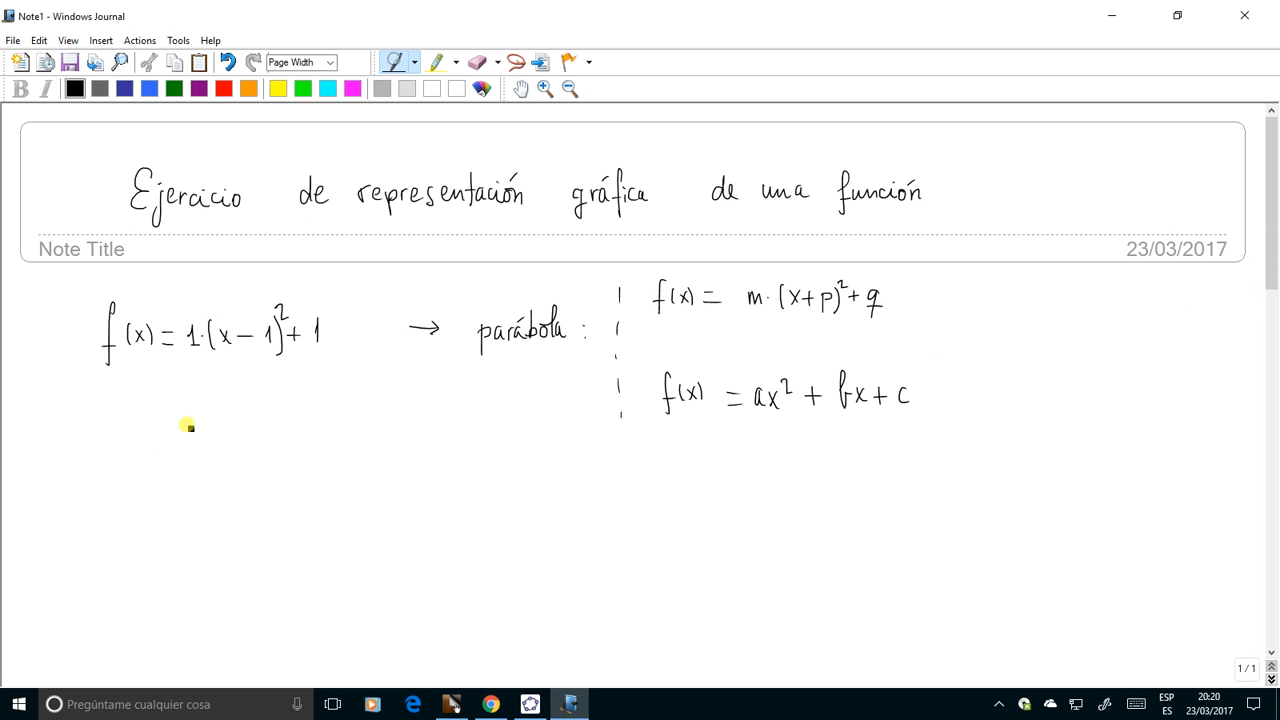 Note1 - Windows Journal
File Edit View Insert Actions Tools Help
Page Width
B I
Ejercicio de representación gráfica de una función
Note Title 23/03/2017
f(x) = 1·(x − 1)² + 1 → parábola :
f(x) = m·(x+p)² + q
f(x) = ax² + bx + c
1 / 1
Pregúntame cualquier cosa
ESP
ES
20:20
23/03/2017